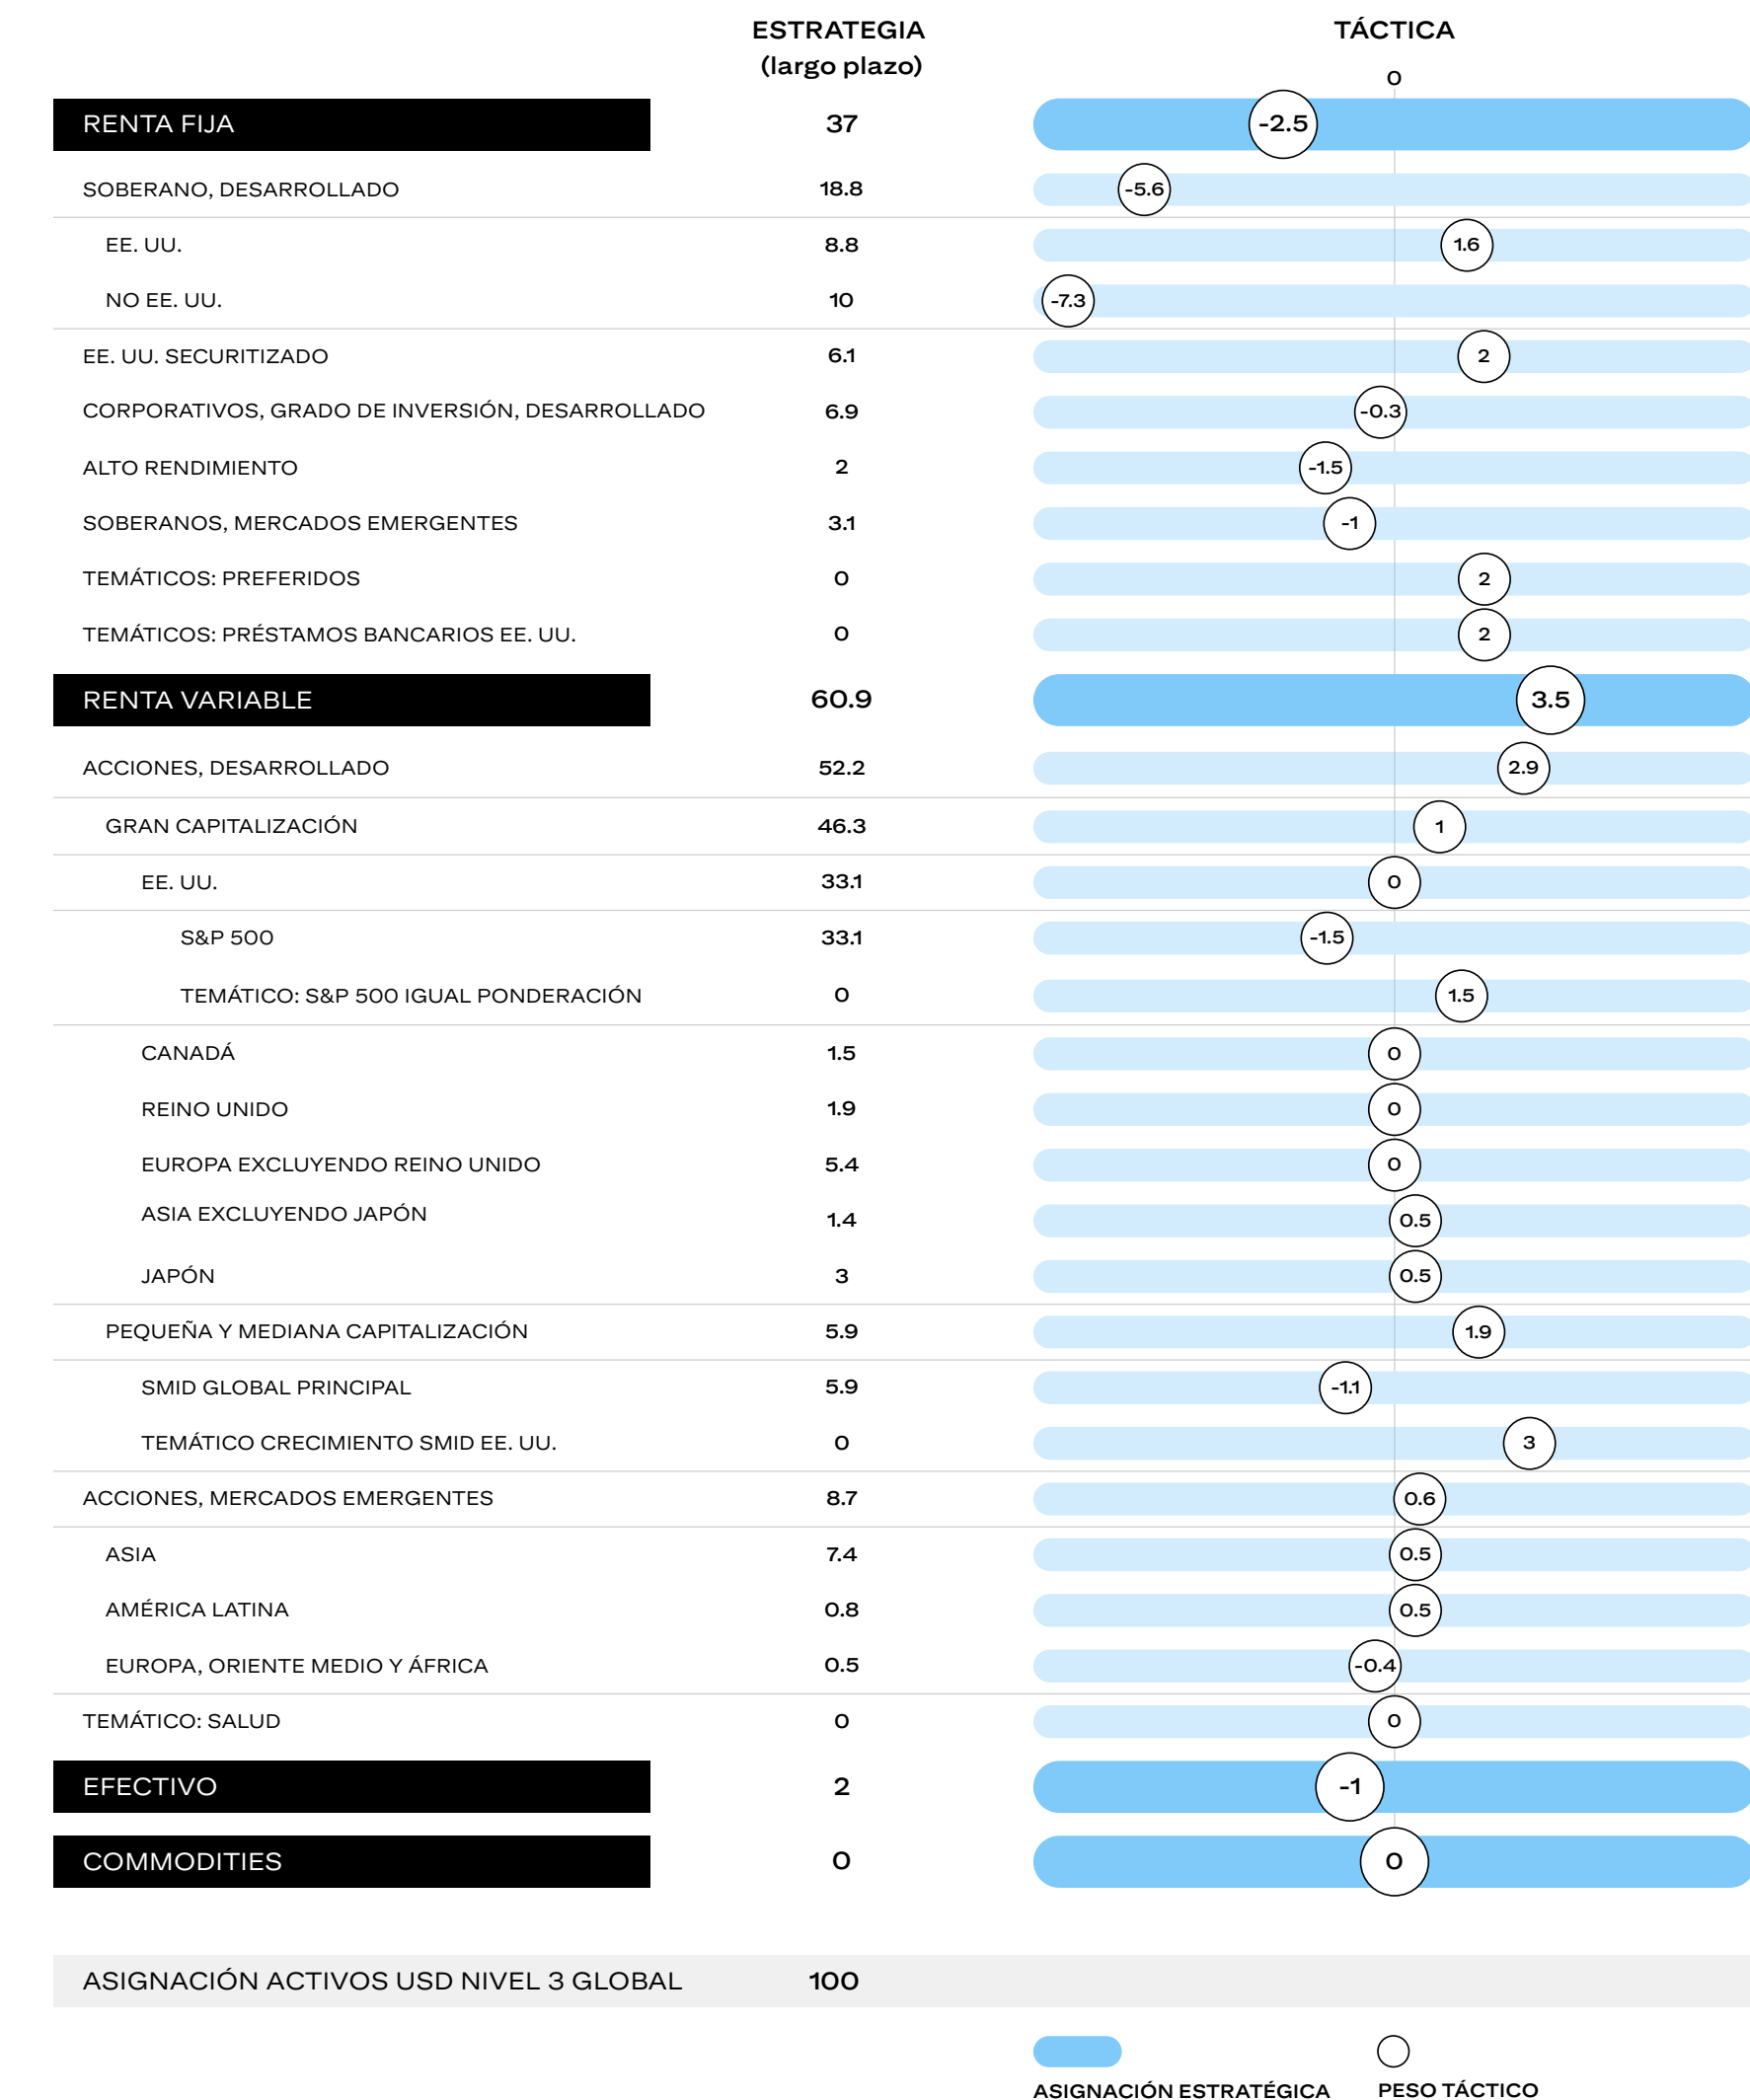 ESTRATEGIA
(largo plazo)
TÁCTICA
0
RENTA FIJA 37 -2.5
SOBERANO, DESARROLLADO 18.8 -5.6
EE. UU. 8.8 1.6
NO EE. UU. 10 -7.3
EE. UU. SECURITIZADO 6.1 2
CORPORATIVOS, GRADO DE INVERSIÓN, DESARROLLADO 6.9 -0.3
ALTO RENDIMIENTO 2 -1.5
SOBERANOS, MERCADOS EMERGENTES 3.1 -1
TEMÁTICOS: PREFERIDOS 0 2
TEMÁTICOS: PRÉSTAMOS BANCARIOS EE. UU. 0 2
RENTA VARIABLE 60.9 3.5
ACCIONES, DESARROLLADO 52.2 2.9
GRAN CAPITALIZACIÓN 46.3 1
EE. UU. 33.1 0
S&P 500 33.1 -1.5
TEMÁTICO: S&P 500 IGUAL PONDERACIÓN 0 1.5
CANADÁ 1.5 0
REINO UNIDO 1.9 0
EUROPA EXCLUYENDO REINO UNIDO 5.4 0
ASIA EXCLUYENDO JAPÓN 1.4 0.5
JAPÓN 3 0.5
PEQUEÑA Y MEDIANA CAPITALIZACIÓN 5.9 1.9
SMID GLOBAL PRINCIPAL 5.9 -1.1
TEMÁTICO CRECIMIENTO SMID EE. UU. 0 3
ACCIONES, MERCADOS EMERGENTES 8.7 0.6
ASIA 7.4 0.5
AMÉRICA LATINA 0.8 0.5
EUROPA, ORIENTE MEDIO Y ÁFRICA 0.5 -0.4
TEMÁTICO: SALUD 0 0
EFECTIVO 2 -1
COMMODITIES 0 0
ASIGNACIÓN ACTIVOS USD NIVEL 3 GLOBAL 100
ASIGNACIÓN ESTRATÉGICA PESO TÁCTICO